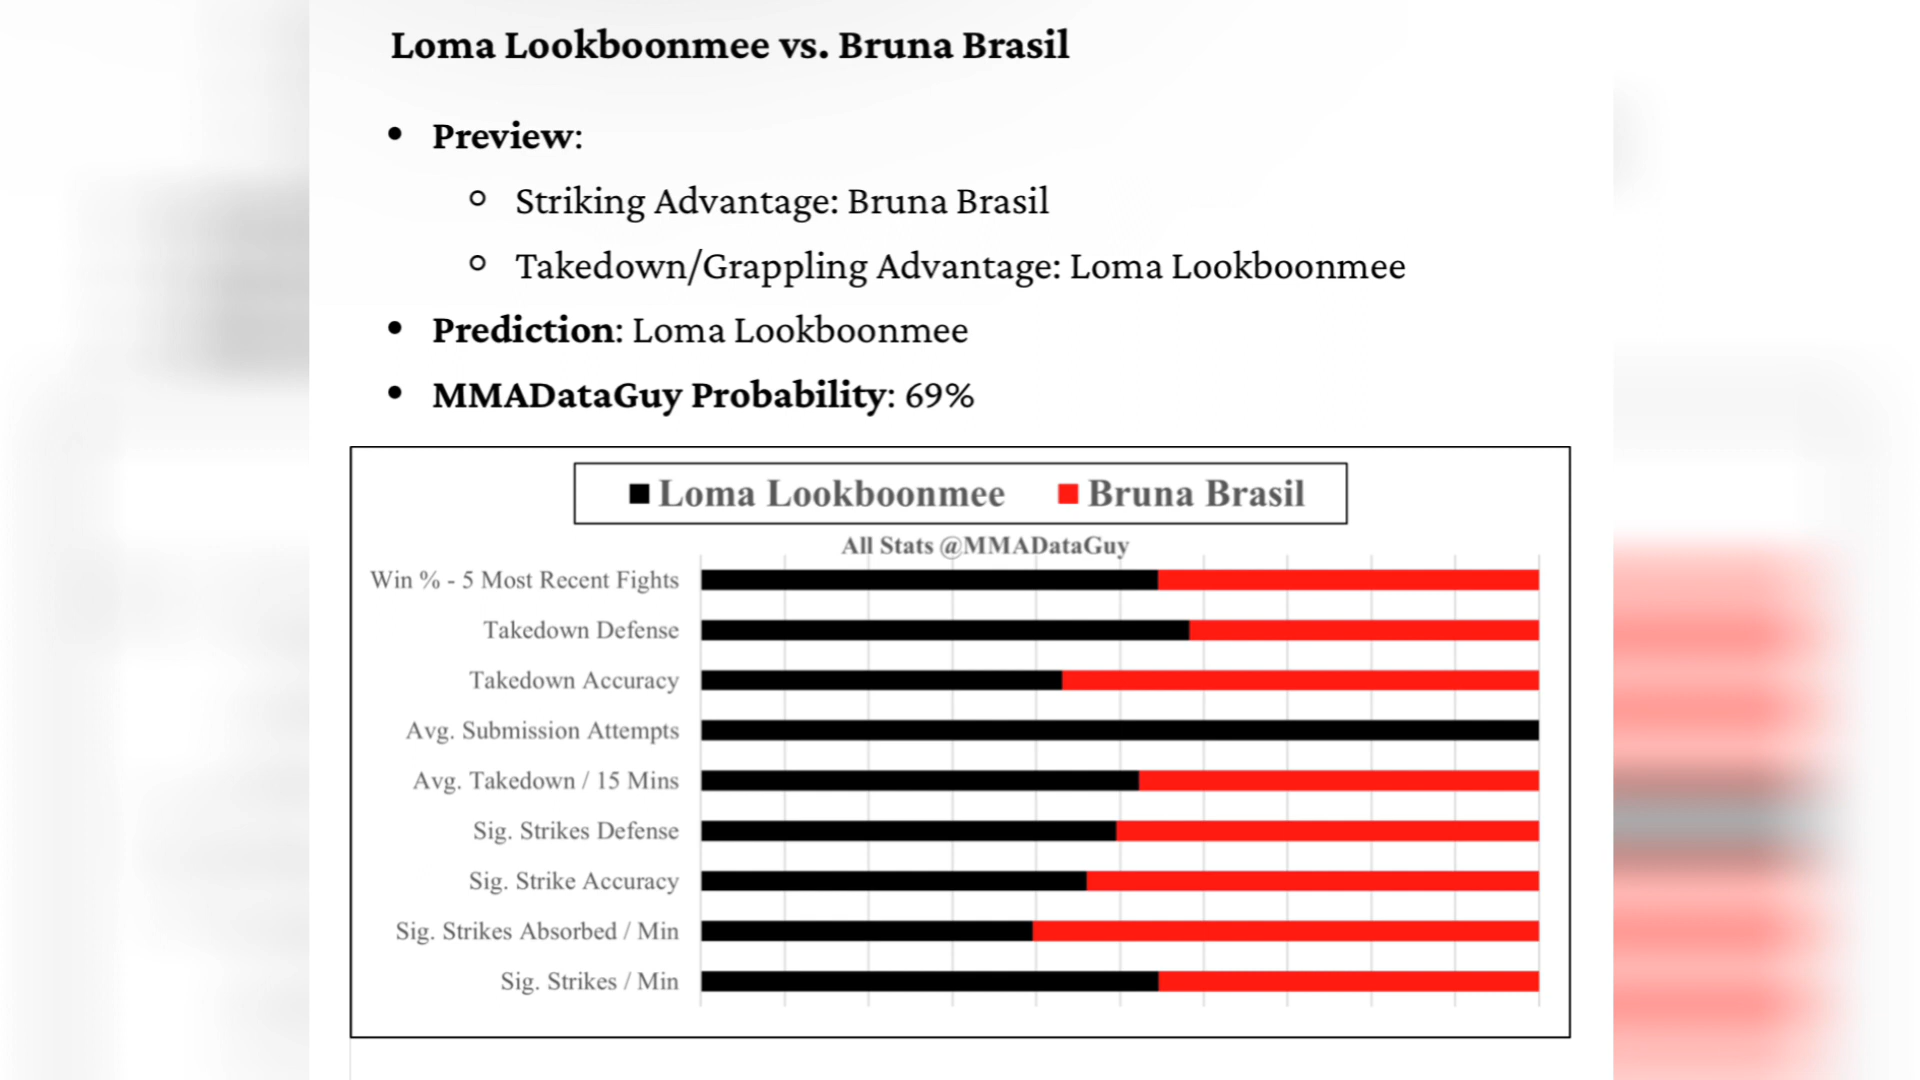 Loma Lookboonmee vs. Bruna Brasil
Preview:
Striking Advantage: Bruna Brasil
Takedown/Grappling Advantage: Loma Lookboonmee
Prediction: Loma Lookboonmee
MMADataGuy Probability: 69%
Loma Lookboonmee Bruna Brasil
All Stats @MMADataGuy
Win % - 5 Most Recent Fights
Takedown Defense
Takedown Accuracy
Avg. Submission Attempts
Avg. Takedown / 15 Mins
Sig. Strikes Defense
Sig. Strike Accuracy
Sig. Strikes Absorbed / Min
Sig. Strikes / Min